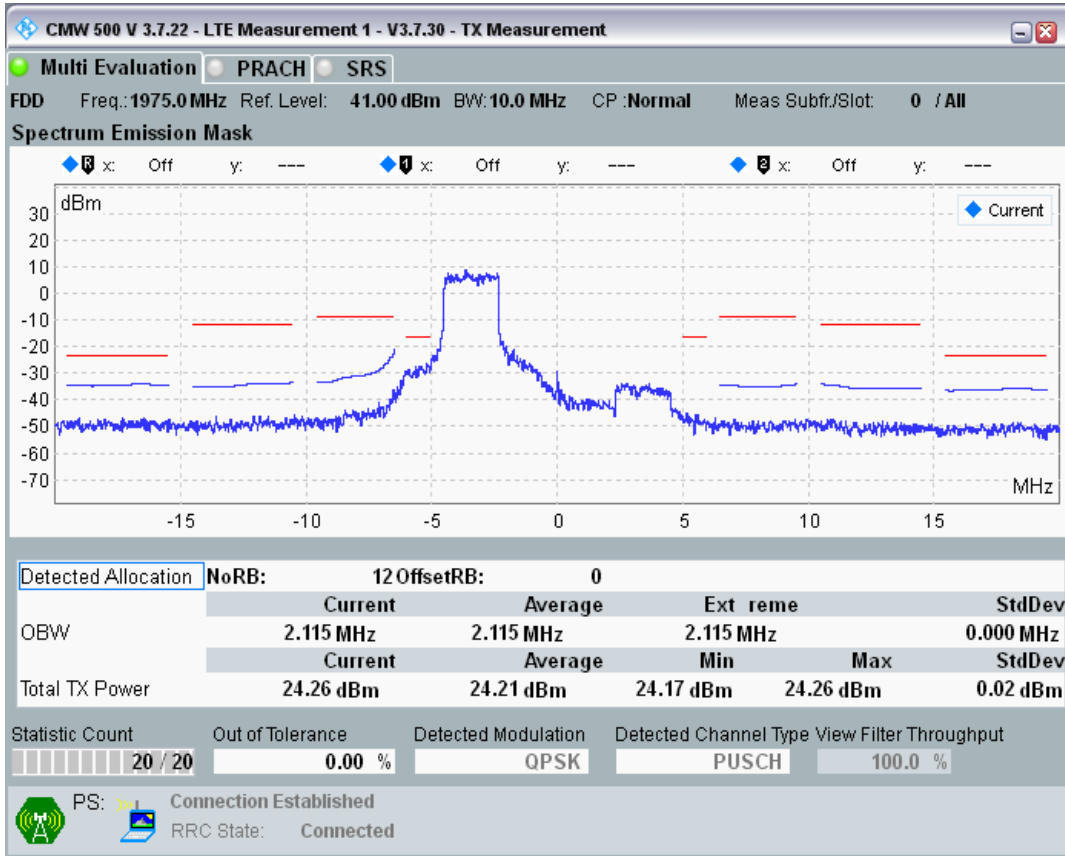 CMW 500 V 3.7.22 - LTE Measurement 1 - V3.7.30 - TX Measurement
Multi Evaluation PRACH SRS
FDD Freq.: 1975.0 MHz Ref. Level: 41.00 dBm BW: 10.0 MHz CP :Normal Meas Subfr./Slot: 0 / All
Spectrum Emission Mask
R x: Off y: --- 1 x: Off y: --- 2 x: Off y: ---
dBm
Current
30
20
10
0
-10
-20
-30
-40
-50
-60
-70
MHz
-15 -10 -5 0 5 10 15
Detected Allocation NoRB: 12 OffsetRB: 0
Current Average Ext reme StdDev
OBW 2.115 MHz 2.115 MHz 2.115 MHz 0.000 MHz
Current Average Min Max StdDev
Total TX Power 24.26 dBm 24.21 dBm 24.17 dBm 24.26 dBm 0.02 dBm
Statistic Count Out of Tolerance Detected Modulation Detected Channel Type View Filter Throughput
20 / 20 0.00 % QPSK PUSCH 100.0 %
PS: Connection Established
RRC State: Connected